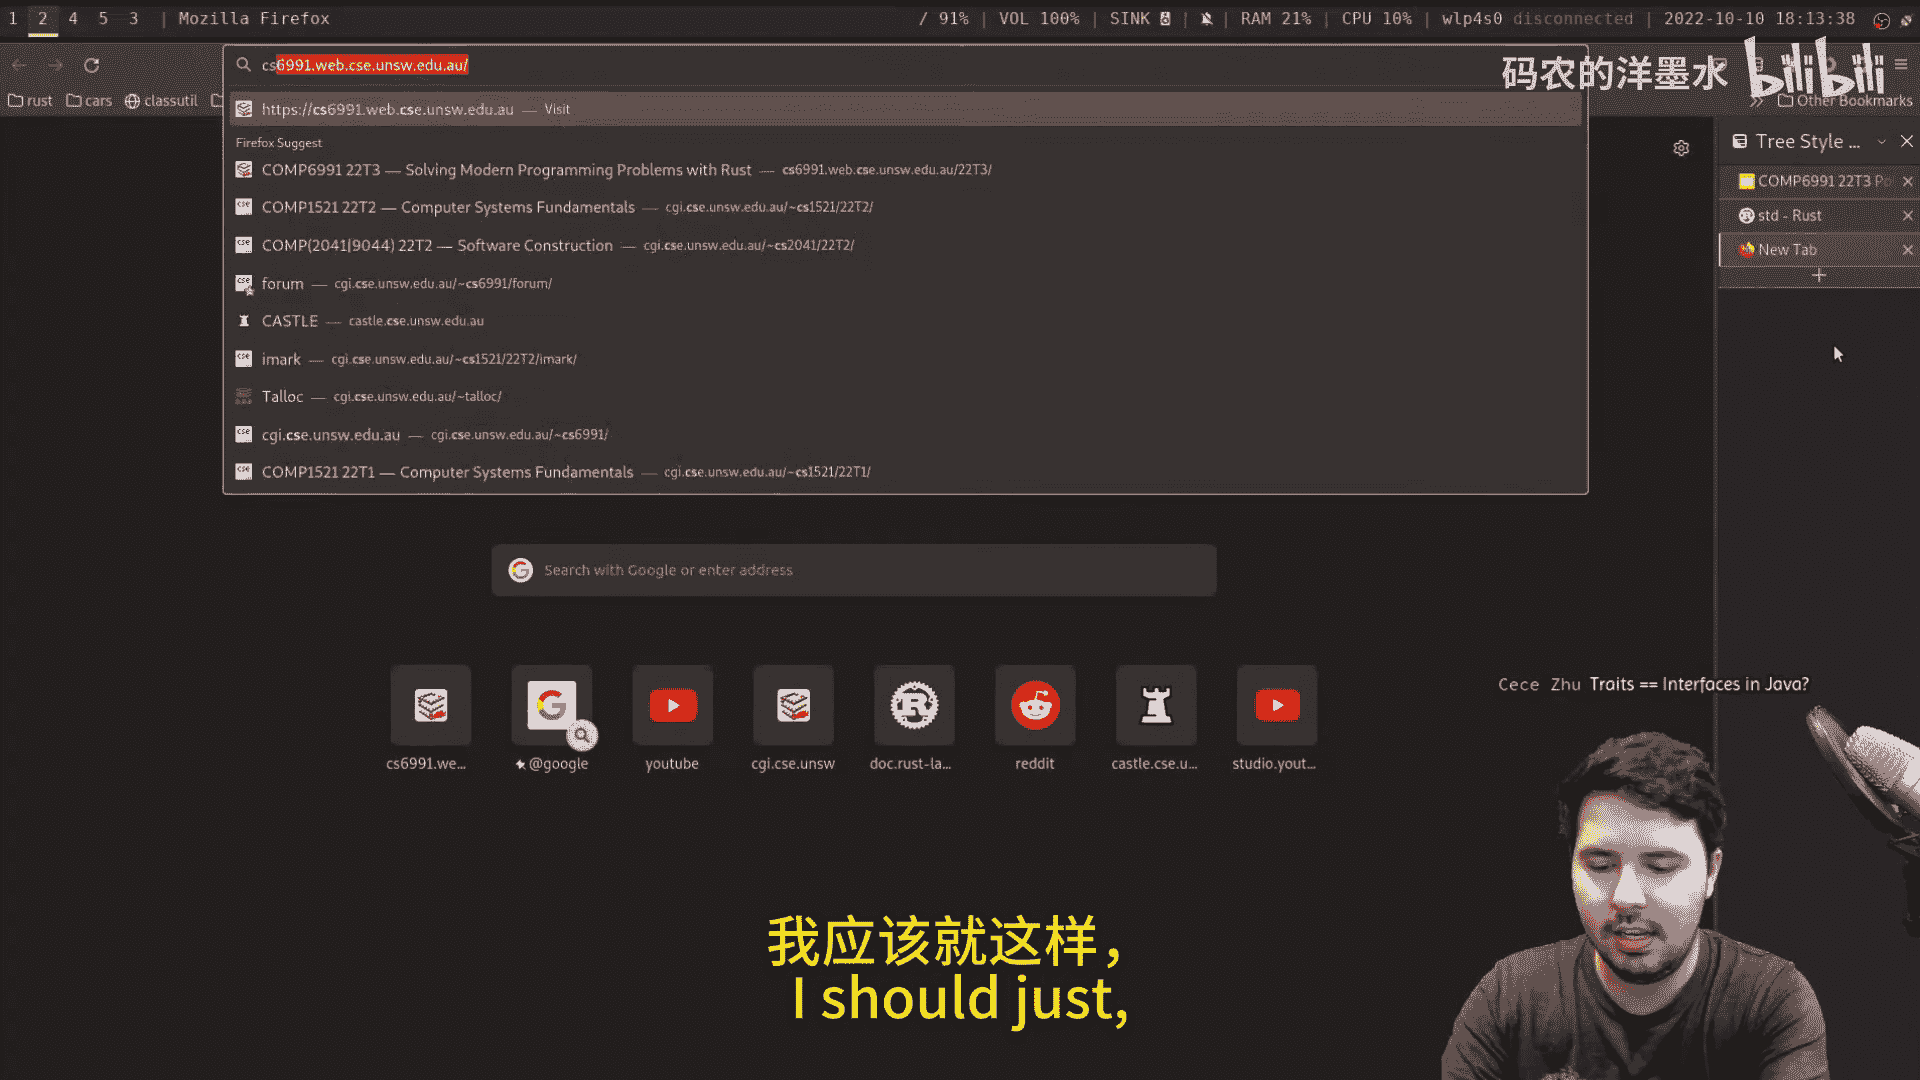 1 2 4 5 3 | Mozilla Firefox
/ 91% | VOL 100% | SINK | | RAM 21% | CPU 10% | wlp4s0 disconnected | 2022-10-10 18:13:38
cs6991.web.cse.unsw.edu.au/
码农的洋墨水 bilibili
rust cars classutil
Other Bookmarks
https://cs6991.web.cse.unsw.edu.au — Visit
Firefox Suggest
COMP6991 22T3 — Solving Modern Programming Problems with Rust — cs6991.web.cse.unsw.edu.au/22T3/
COMP1521 22T2 — Computer Systems Fundamentals — cgi.cse.unsw.edu.au/~cs1521/22T2/
COMP(2041|9044) 22T2 — Software Construction — cgi.cse.unsw.edu.au/~cs2041/22T2/
forum — cgi.cse.unsw.edu.au/~cs6991/forum/
CASTLE — castle.cse.unsw.edu.au
imark — cgi.cse.unsw.edu.au/~cs1521/22T2/imark/
Talloc — cgi.cse.unsw.edu.au/~talloc/
cgi.cse.unsw.edu.au — cgi.cse.unsw.edu.au/~cs6991/
COMP1521 22T1 — Computer Systems Fundamentals — cgi.cse.unsw.edu.au/~cs1521/22T1/
Tree Style ...
COMP6991 22T3 Po
std - Rust
New Tab
Search with Google or enter address
cs6991.we...
@google
youtube
cgi.cse.unsw
doc.rust-la...
reddit
castle.cse.u...
studio.yout...
Cece Zhu Traits == Interfaces in Java?
我应该就这样，
I should just,